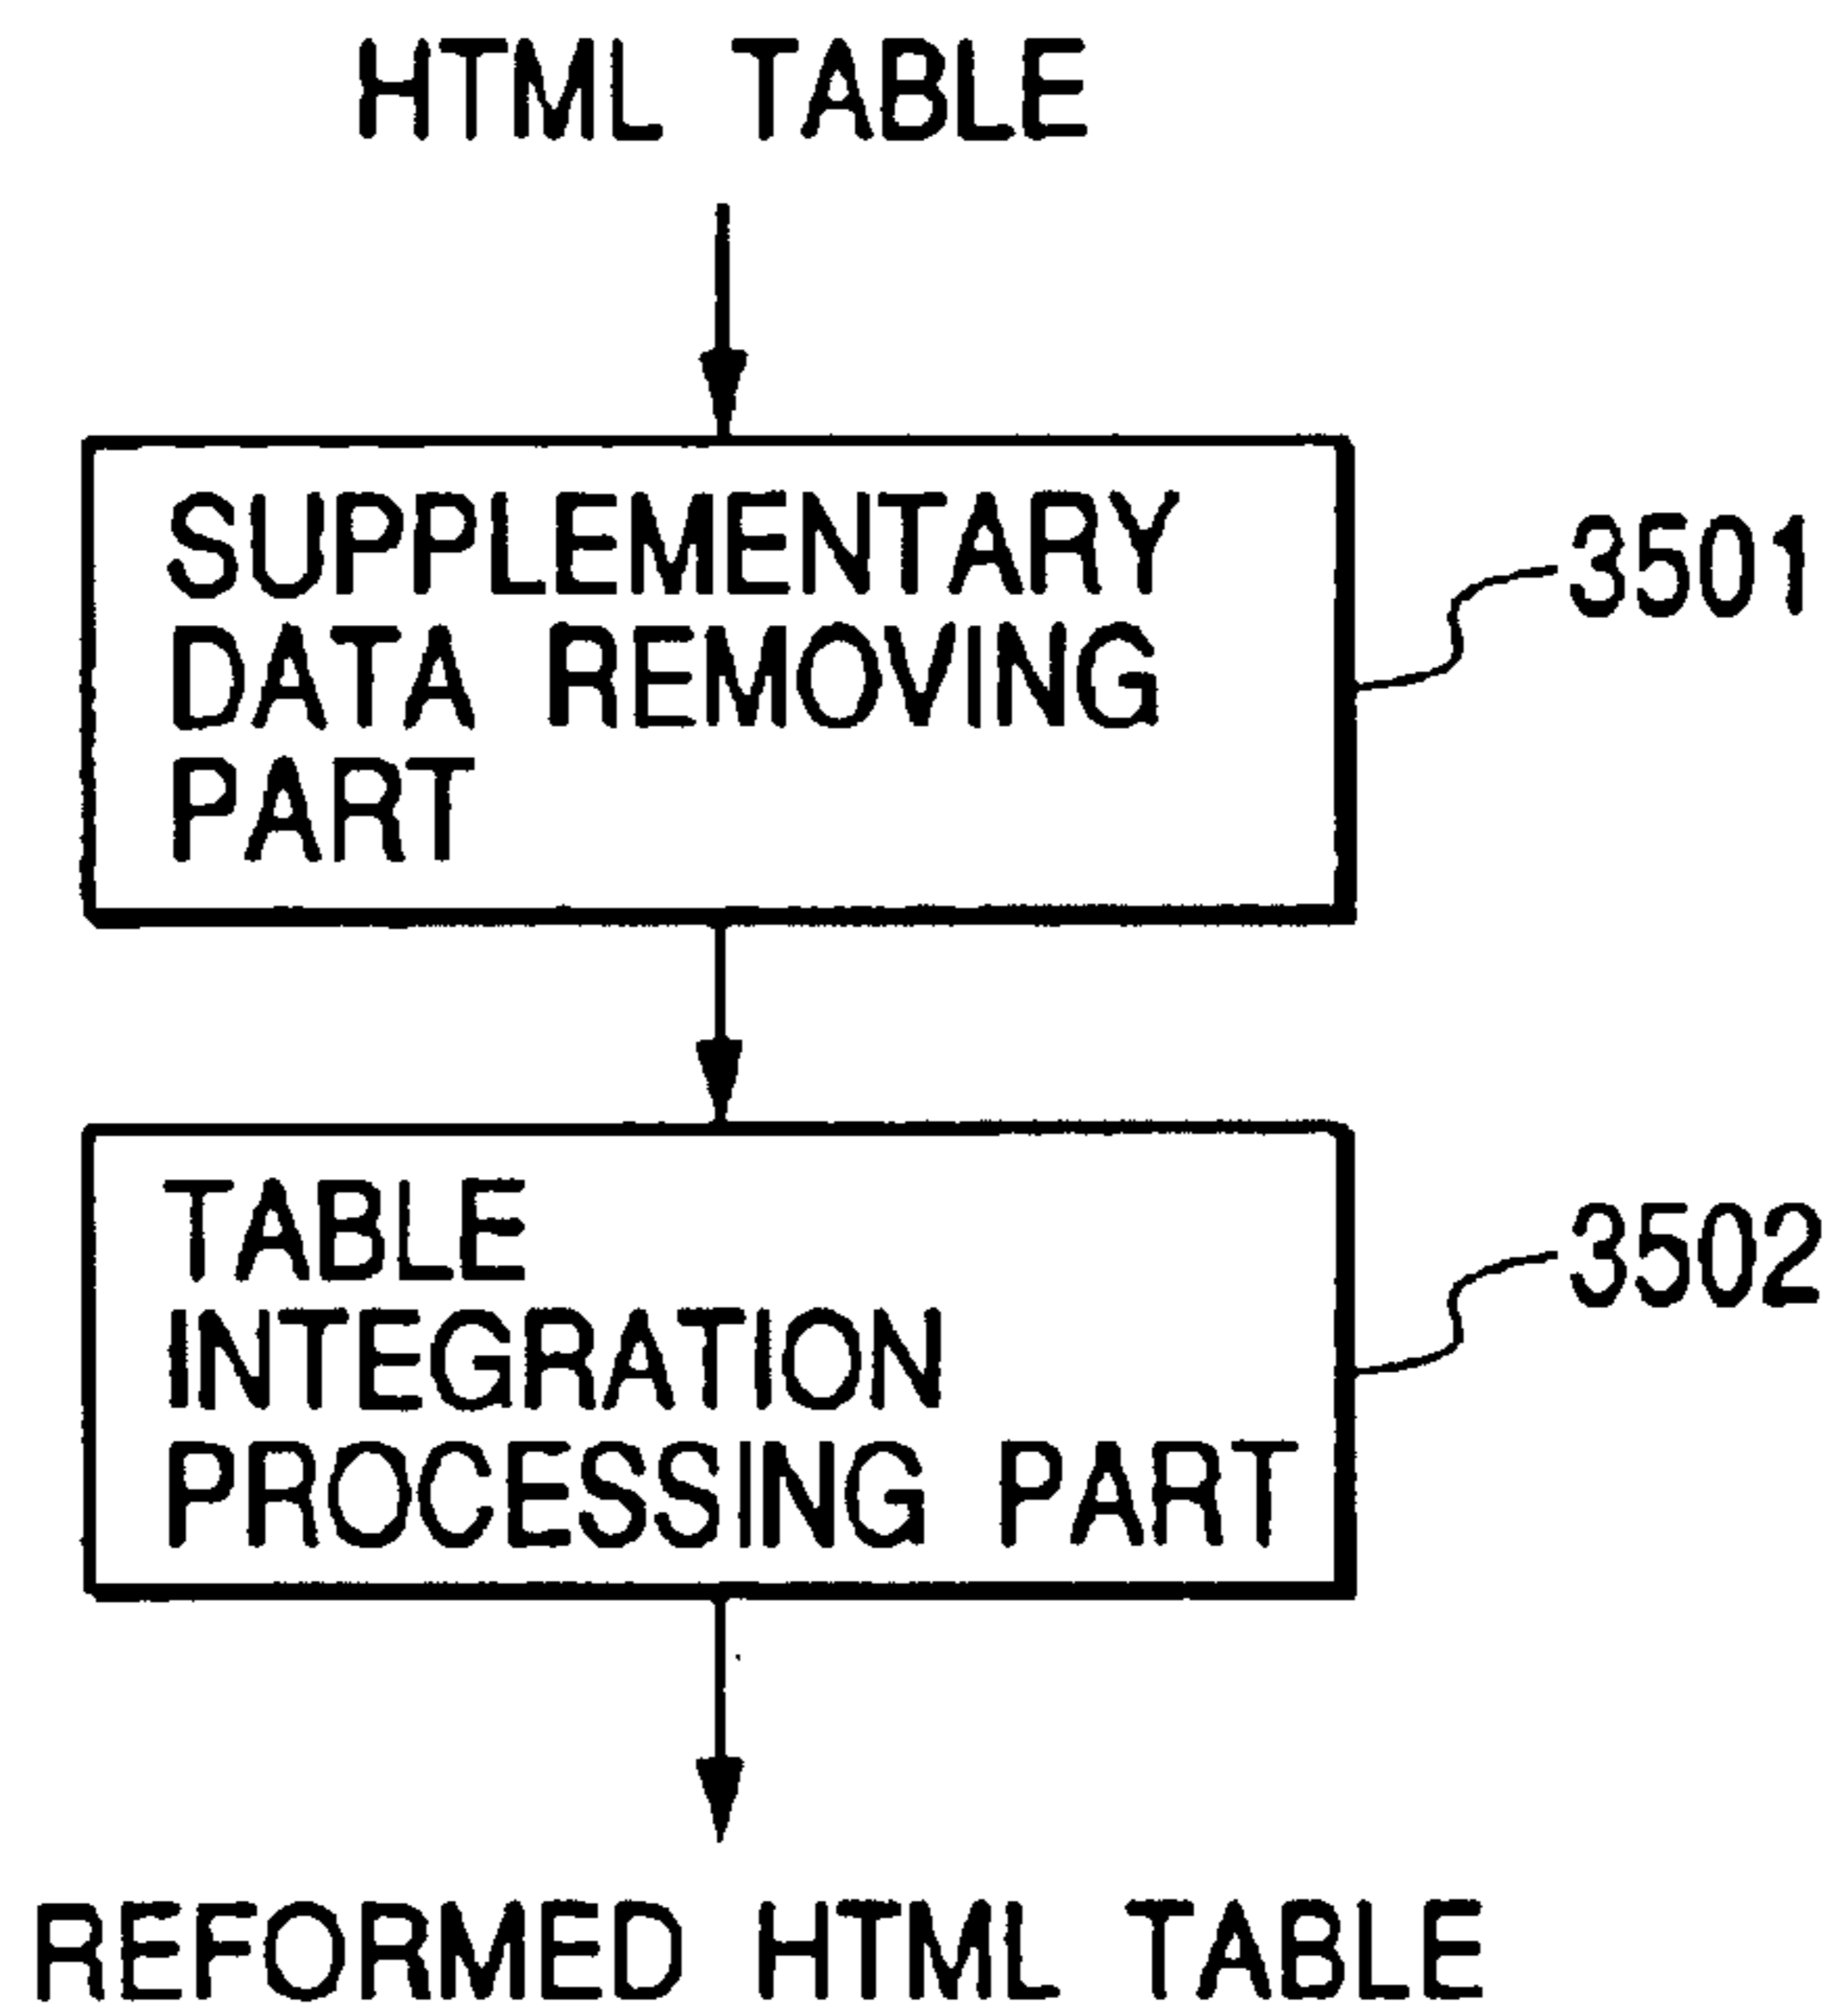 HTML TABLE
SUPPLEMENTARY
DATA REMOVING
PART
3501
TABLE
INTEGRATION
PROCESSING PART
3502
REFORMED HTML TABLE